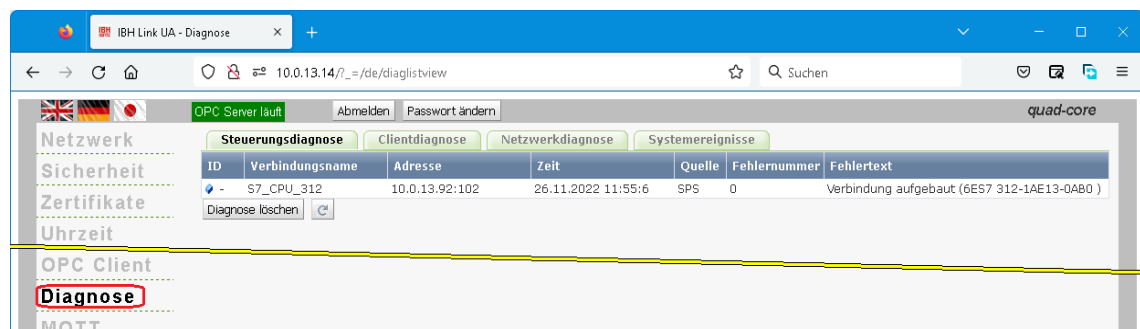 IBH Link UA - Diagnose
10.0.13.14/?_=/de/diaglistview
Suchen
OPC Server läuft Abmelden Passwort ändern quad-core
Netzwerk
Sicherheit
Zertifikate
Uhrzeit
OPC Client
Diagnose
MQTT
Steuerungsdiagnose Clientdiagnose Netzwerkdiagnose Systemereignisse
ID Verbindungsname Adresse Zeit Quelle Fehlernummer Fehlertext
- S7_CPU_312 10.0.13.92:102 26.11.2022 11:55:6 SPS 0 Verbindung aufgebaut (6ES7 312-1AE13-0AB0 )
Diagnose löschen